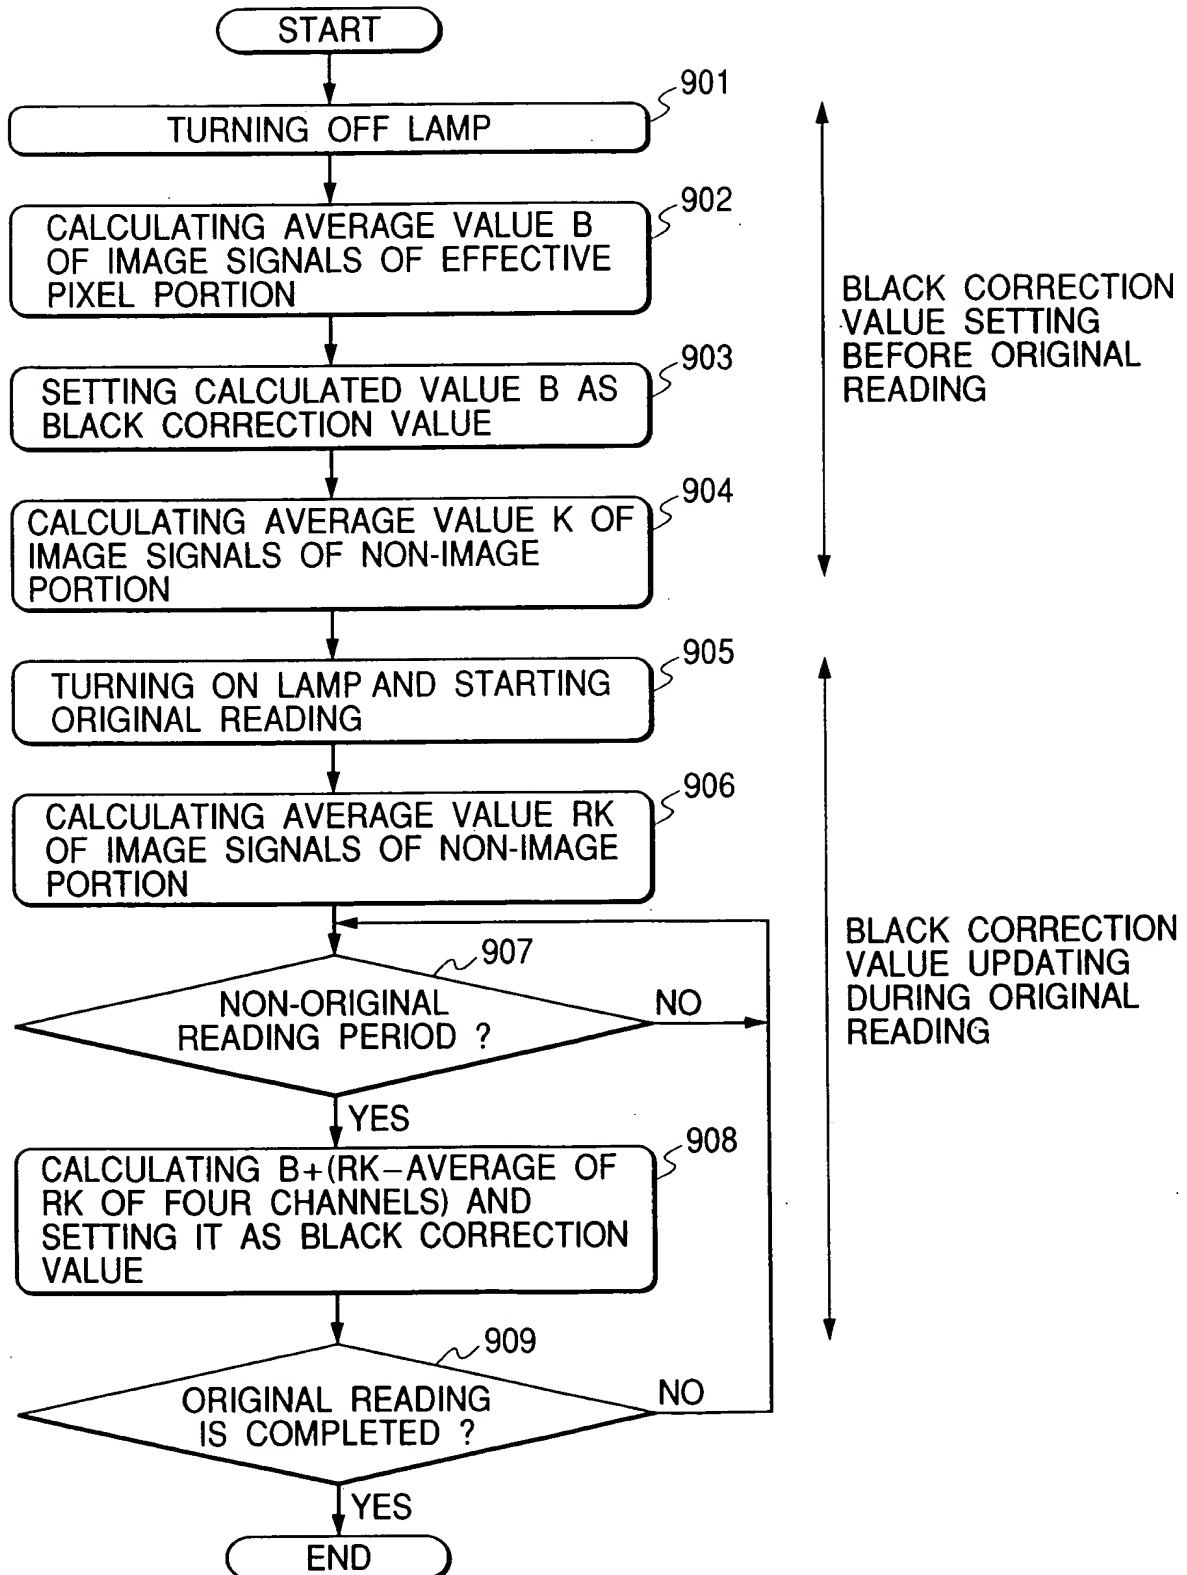 START
901
TURNING OFF LAMP
902
CALCULATING AVERAGE VALUE B
OF IMAGE SIGNALS OF EFFECTIVE
PIXEL PORTION
903
SETTING CALCULATED VALUE B AS
BLACK CORRECTION VALUE
904
CALCULATING AVERAGE VALUE K OF
IMAGE SIGNALS OF NON-IMAGE
PORTION
BLACK CORRECTION
VALUE SETTING
BEFORE ORIGINAL
READING
905
TURNING ON LAMP AND STARTING
ORIGINAL READING
906
CALCULATING AVERAGE VALUE RK
OF IMAGE SIGNALS OF NON-IMAGE
PORTION
907
NON-ORIGINAL
READING PERIOD ?
NO
YES
908
CALCULATING B+(RK–AVERAGE OF
RK OF FOUR CHANNELS) AND
SETTING IT AS BLACK CORRECTION
VALUE
BLACK CORRECTION
VALUE UPDATING
DURING ORIGINAL
READING
909
ORIGINAL READING
IS COMPLETED ?
NO
YES
END